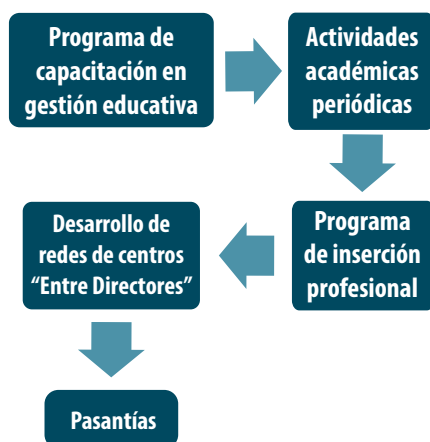 Programa de
capacitación en
gestión educativa
Actividades
académicas
periódicas
Programa
de inserción
profesional
Desarrollo de
redes de centros
“Entre Directores”
Pasantías